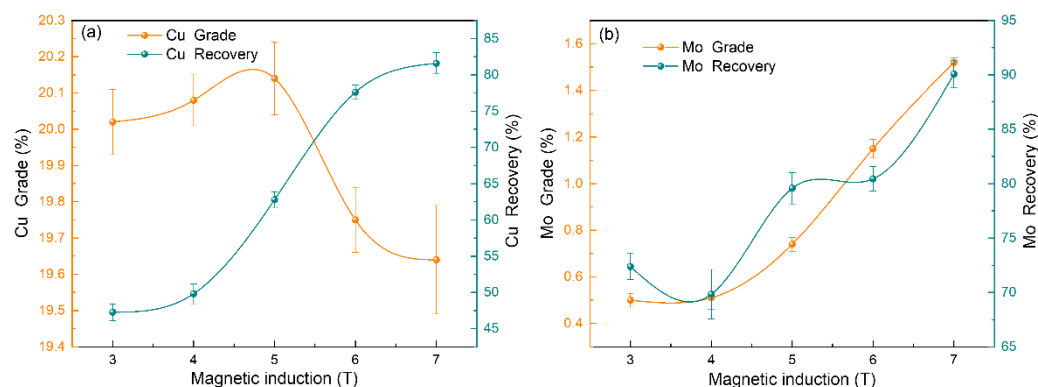 (a)
Cu Grade
Cu Recovery
20.3
20.2
20.1
20.0
19.9
19.8
19.7
19.6
19.5
19.4
Cu Grade (%)
85
80
75
70
65
60
55
50
45
Cu Recovery (%)
3 4 5 6 7
Magnetic induction (T)
(b)
Mo Grade
Mo Recovery
1.6
1.4
1.2
1.0
0.8
0.6
0.4
Mo Grade (%)
95
90
85
80
75
70
65
Mo Recovery (%)
3 4 5 6 7
Magnetic induction (T)